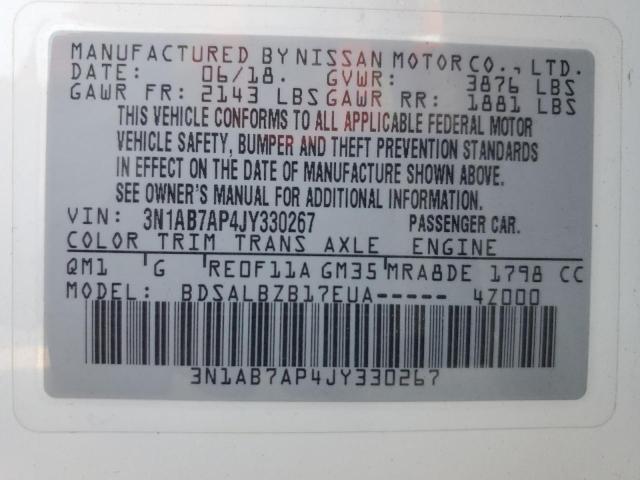 MANUFACTURED BY NISSAN MOTOR CO., LTD.
DATE: 06/18. GVWR: 3876 LBS
GAWR FR: 2143 LBS GAWR RR: 1881 LBS
THIS VEHICLE CONFORMS TO ALL APPLICABLE FEDERAL MOTOR
VEHICLE SAFETY, BUMPER AND THEFT PREVENTION STANDARDS
IN EFFECT ON THE DATE OF MANUFACTURE SHOWN ABOVE.
SEE OWNER'S MANUAL FOR ADDITIONAL INFORMATION.
VIN: 3N1AB7AP4JY330267 PASSENGER CAR.
COLOR TRIM TRANS AXLE ENGINE
QM1 G RE0F11A GM35 MRA8DE 1798 CC
MODEL BDSALBZB17EUA----- 4Z000
3N1AB7AP4JY330267